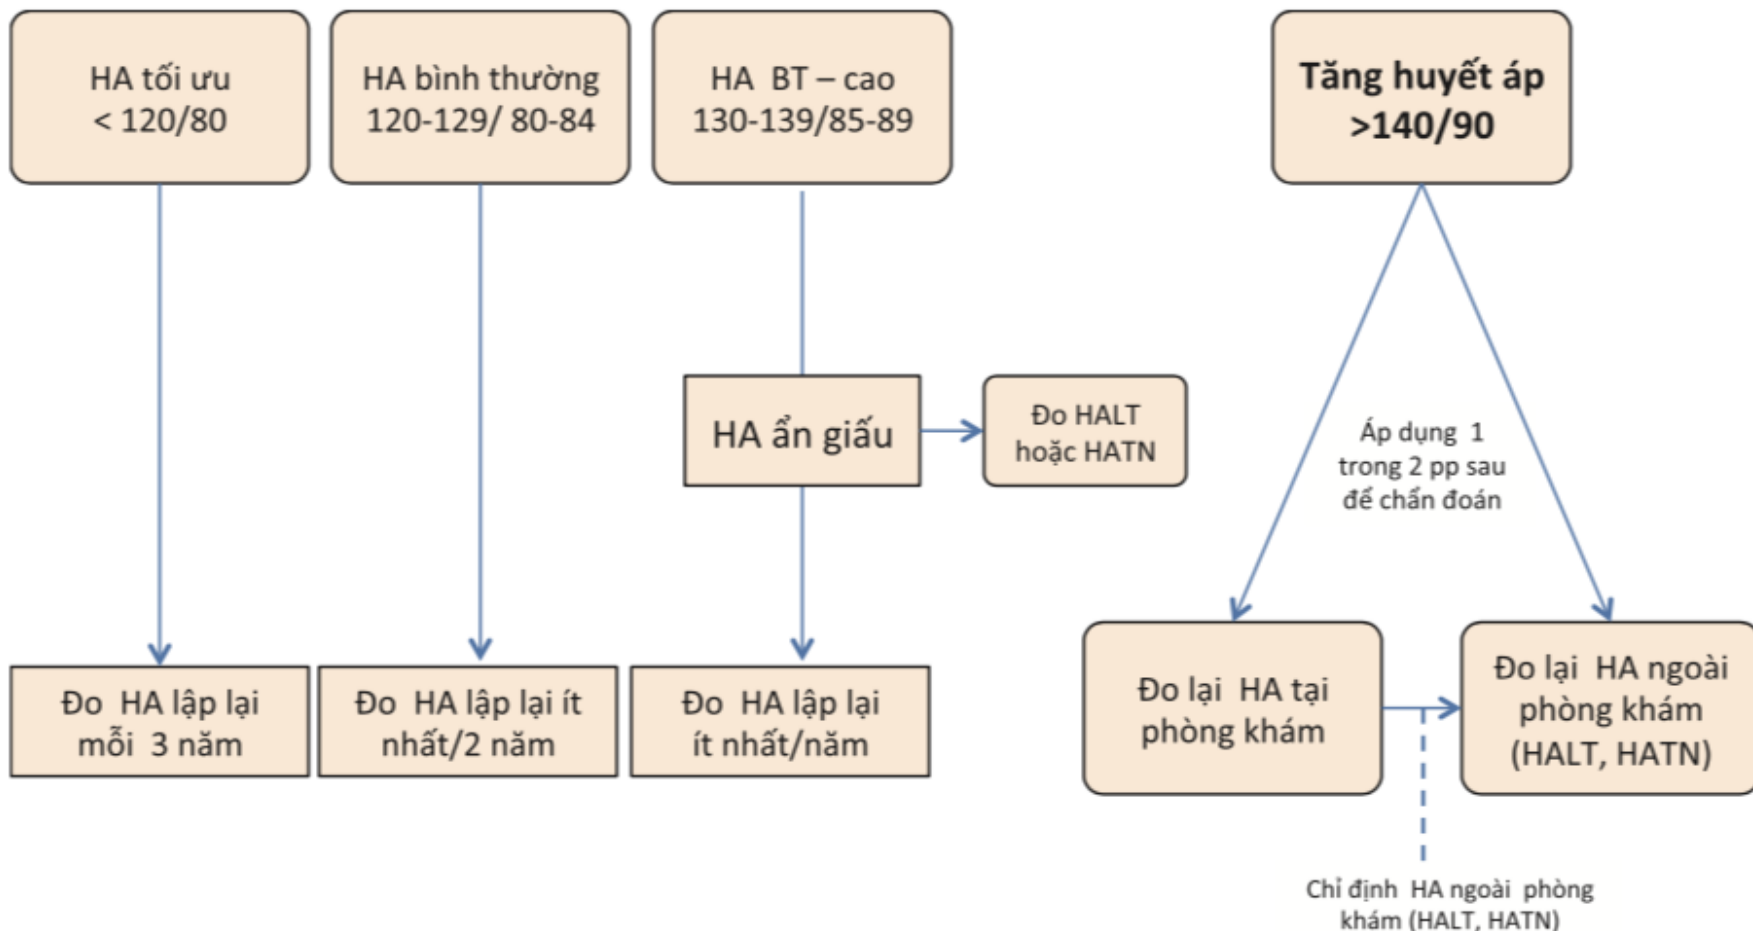 HA tối ưu
< 120/80
HA bình thường
120-129/ 80-84
HA BT – cao
130-139/85-89
Tăng huyết áp
>140/90
HA ẩn giấu
Đo HALT
hoặc HATN
Áp dụng 1
trong 2 pp sau
để chẩn đoán
Đo HA lập lại
mỗi 3 năm
Đo HA lập lại ít
nhất/2 năm
Đo HA lập lại
ít nhất/năm
Đo lại HA tại
phòng khám
Đo lại HA ngoài
phòng khám
(HALT, HATN)
Chỉ định HA ngoài phòng
khám (HALT, HATN)